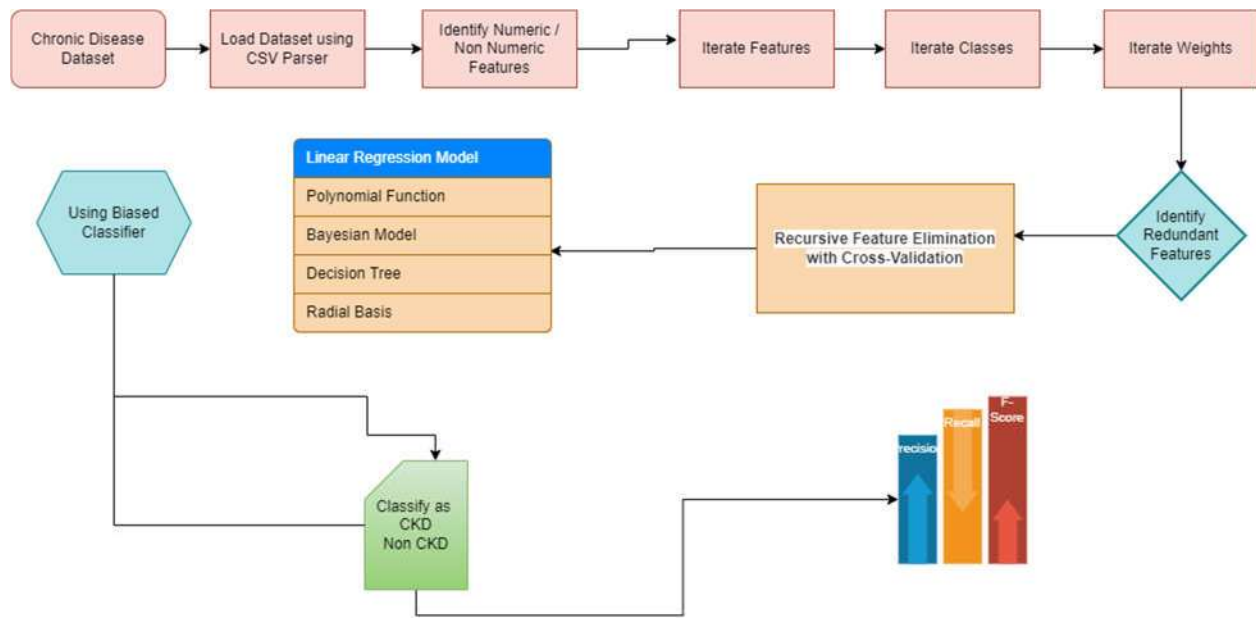 Chronic Disease
Dataset
Load Dataset using
CSV Parser
Identify Numeric /
Non Numeric
Features
Iterate Features
Iterate Classes
Iterate Weights
Using Biased
Classifier
Linear Regression Model
Polynomial Function
Bayesian Model
Decision Tree
Radial Basis
Recursive Feature Elimination
with Cross-Validation
Identify
Redundant
Features
Classify as
CKD
Non CKD
recisio
Recall
F-
Score